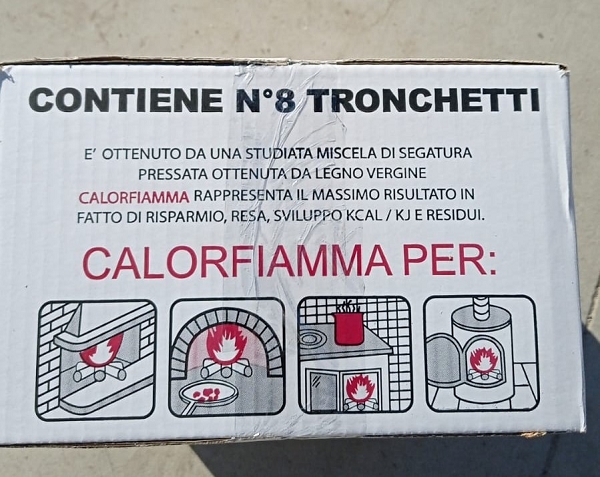 CONTIENE N°8 TRONCHETTI
E' OTTENUTO DA UNA STUDIATA MISCELA DI SEGATURA
PRESSATA OTTENUTA DA LEGNO VERGINE
CALORFIAMMA RAPPRESENTA IL MASSIMO RISULTATO IN
FATTO DI RISPARMIO, RESA, SVILUPPO KCAL / KJ E RESIDUI.
CALORFIAMMA PER: